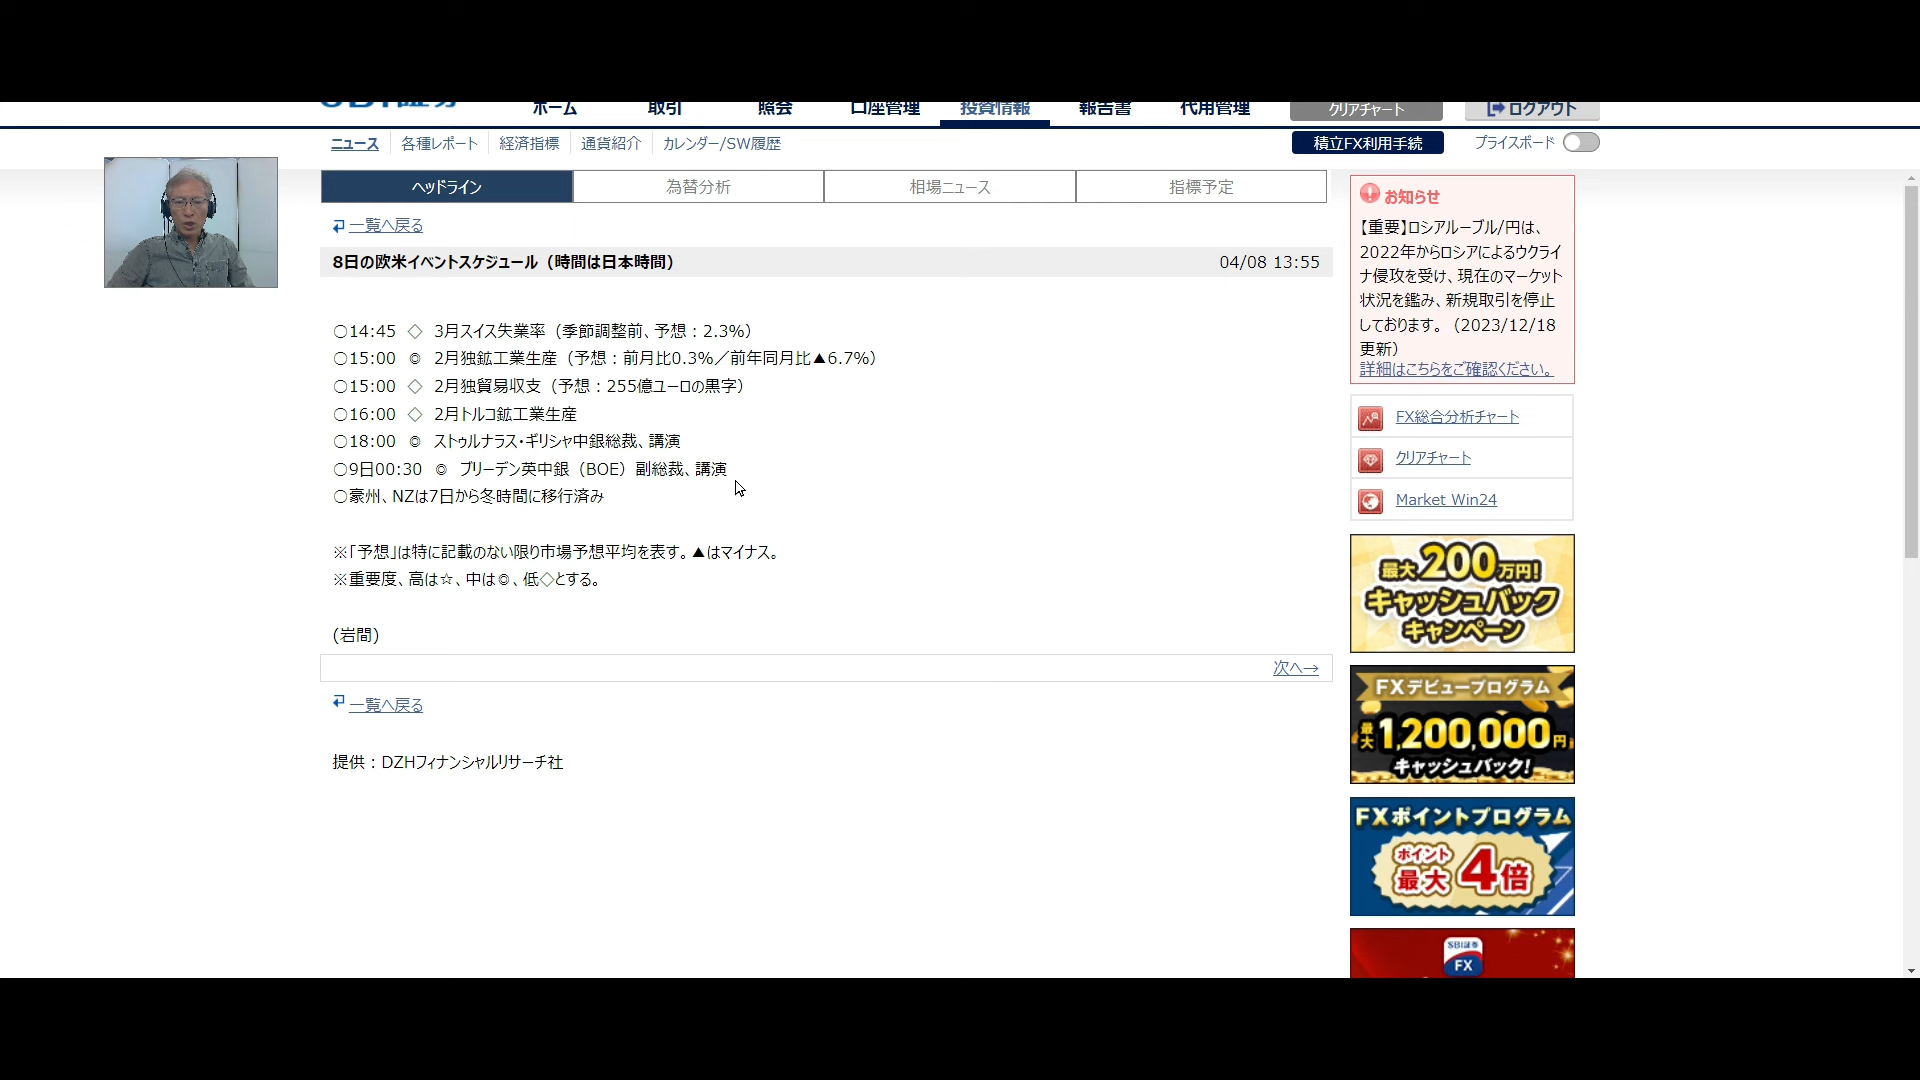 SBI証券
ホーム
取引
照会
口座管理
投資情報
報告書
代用管理
クリアチャート
ログアウト
ニュース
各種レポート
経済指標
通貨紹介
カレンダー/SW履歴
積立FX利用手続
プライスボード
ヘッドライン
為替分析
相場ニュース
指標予定
一覧へ戻る
8日の欧米イベントスケジュール（時間は日本時間）
04/08 13:55
○14:45 ◇ 3月スイス失業率（季節調整前、予想：2.3%）
○15:00 ◎ 2月独鉱工業生産（予想：前月比0.3%／前年同月比▲6.7%）
○15:00 ◇ 2月独貿易収支（予想：255億ユーロの黒字）
○16:00 ◇ 2月トルコ鉱工業生産
○18:00 ◎ ストゥルナラス・ギリシャ中銀総裁、講演
○9日00:30 ◎ ブリーデン英中銀（BOE）副総裁、講演
○豪州、NZは7日から冬時間に移行済み
※「予想」は特に記載のない限り市場予想平均を表す。▲はマイナス。
※重要度、高は☆、中は◎、低◇とする。
(岩間)
次へ→
一覧へ戻る
提供：DZHフィナンシャルリサーチ社
お知らせ
【重要】ロシアルーブル/円は、
2022年からロシアによるウクライ
ナ侵攻を受け、現在のマーケット
状況を鑑み、新規取引を停止
しております。（2023/12/18
更新）
詳細はこちらをご確認ください。
FX総合分析チャート
クリアチャート
Market Win24
最大200万円!
キャッシュバック
キャンペーン
FXデビュープログラム
最大1,200,000円
キャッシュバック!
FXポイントプログラム
ポイント
最大4倍
SBI証券
FX